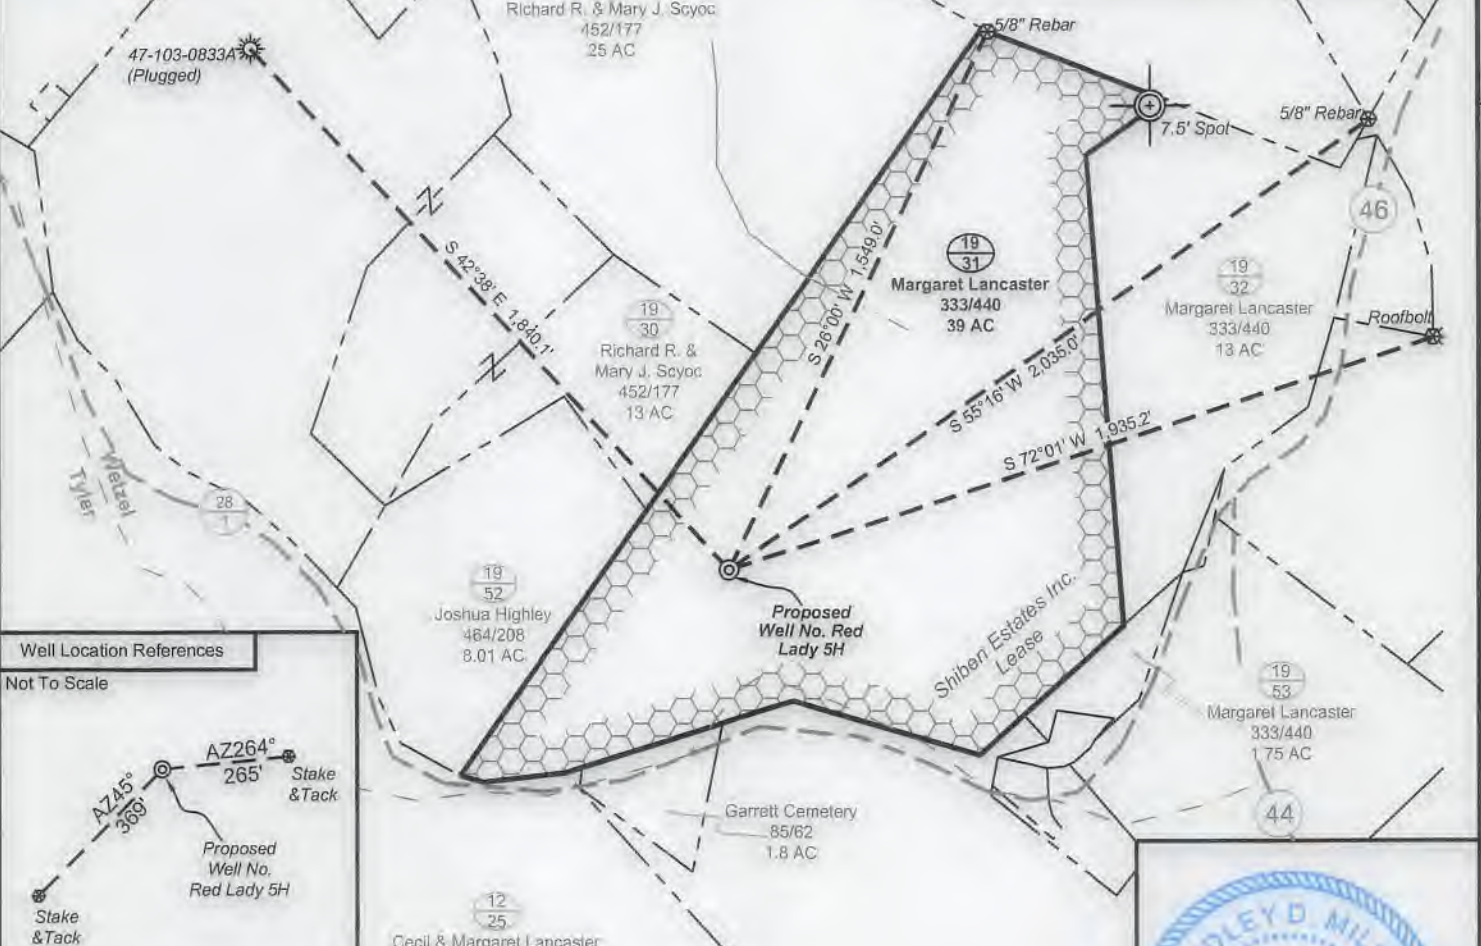 Richard R. & Mary J. Scyoc
452/177
25 AC
5/8" Rebar
47-103-0833A
(Plugged)
7.5' Spot
5/8" Rebar
46
S 42°38' E 1,840.1'
S 26°00' W 1,549.0'
19
31
Margaret Lancaster
333/440
39 AC
19
32
Margaret Lancaster
333/440
13 AC
Roofbolt
19
30
Richard R. &
Mary J. Scyoc
452/177
13 AC
S 55°16' W 2,035.0'
S 72°01' W 1,935.2'
Wetzel
Tyler
28
1
19
52
Joshua Highley
464/208
8.01 AC
Proposed
Well No. Red
Lady 5H
Shiben Estates Inc.
Lease
19
53
Margaret Lancaster
333/440
1.75 AC
44
Garrett Cemetery
85/62
1.8 AC
12
25
Cecil & Margaret Lancaster
Well Location References
Not To Scale
AZ264°
265'
Stake
&Tack
AZ45°
369'
Proposed
Well No.
Red Lady 5H
Stake
&Tack